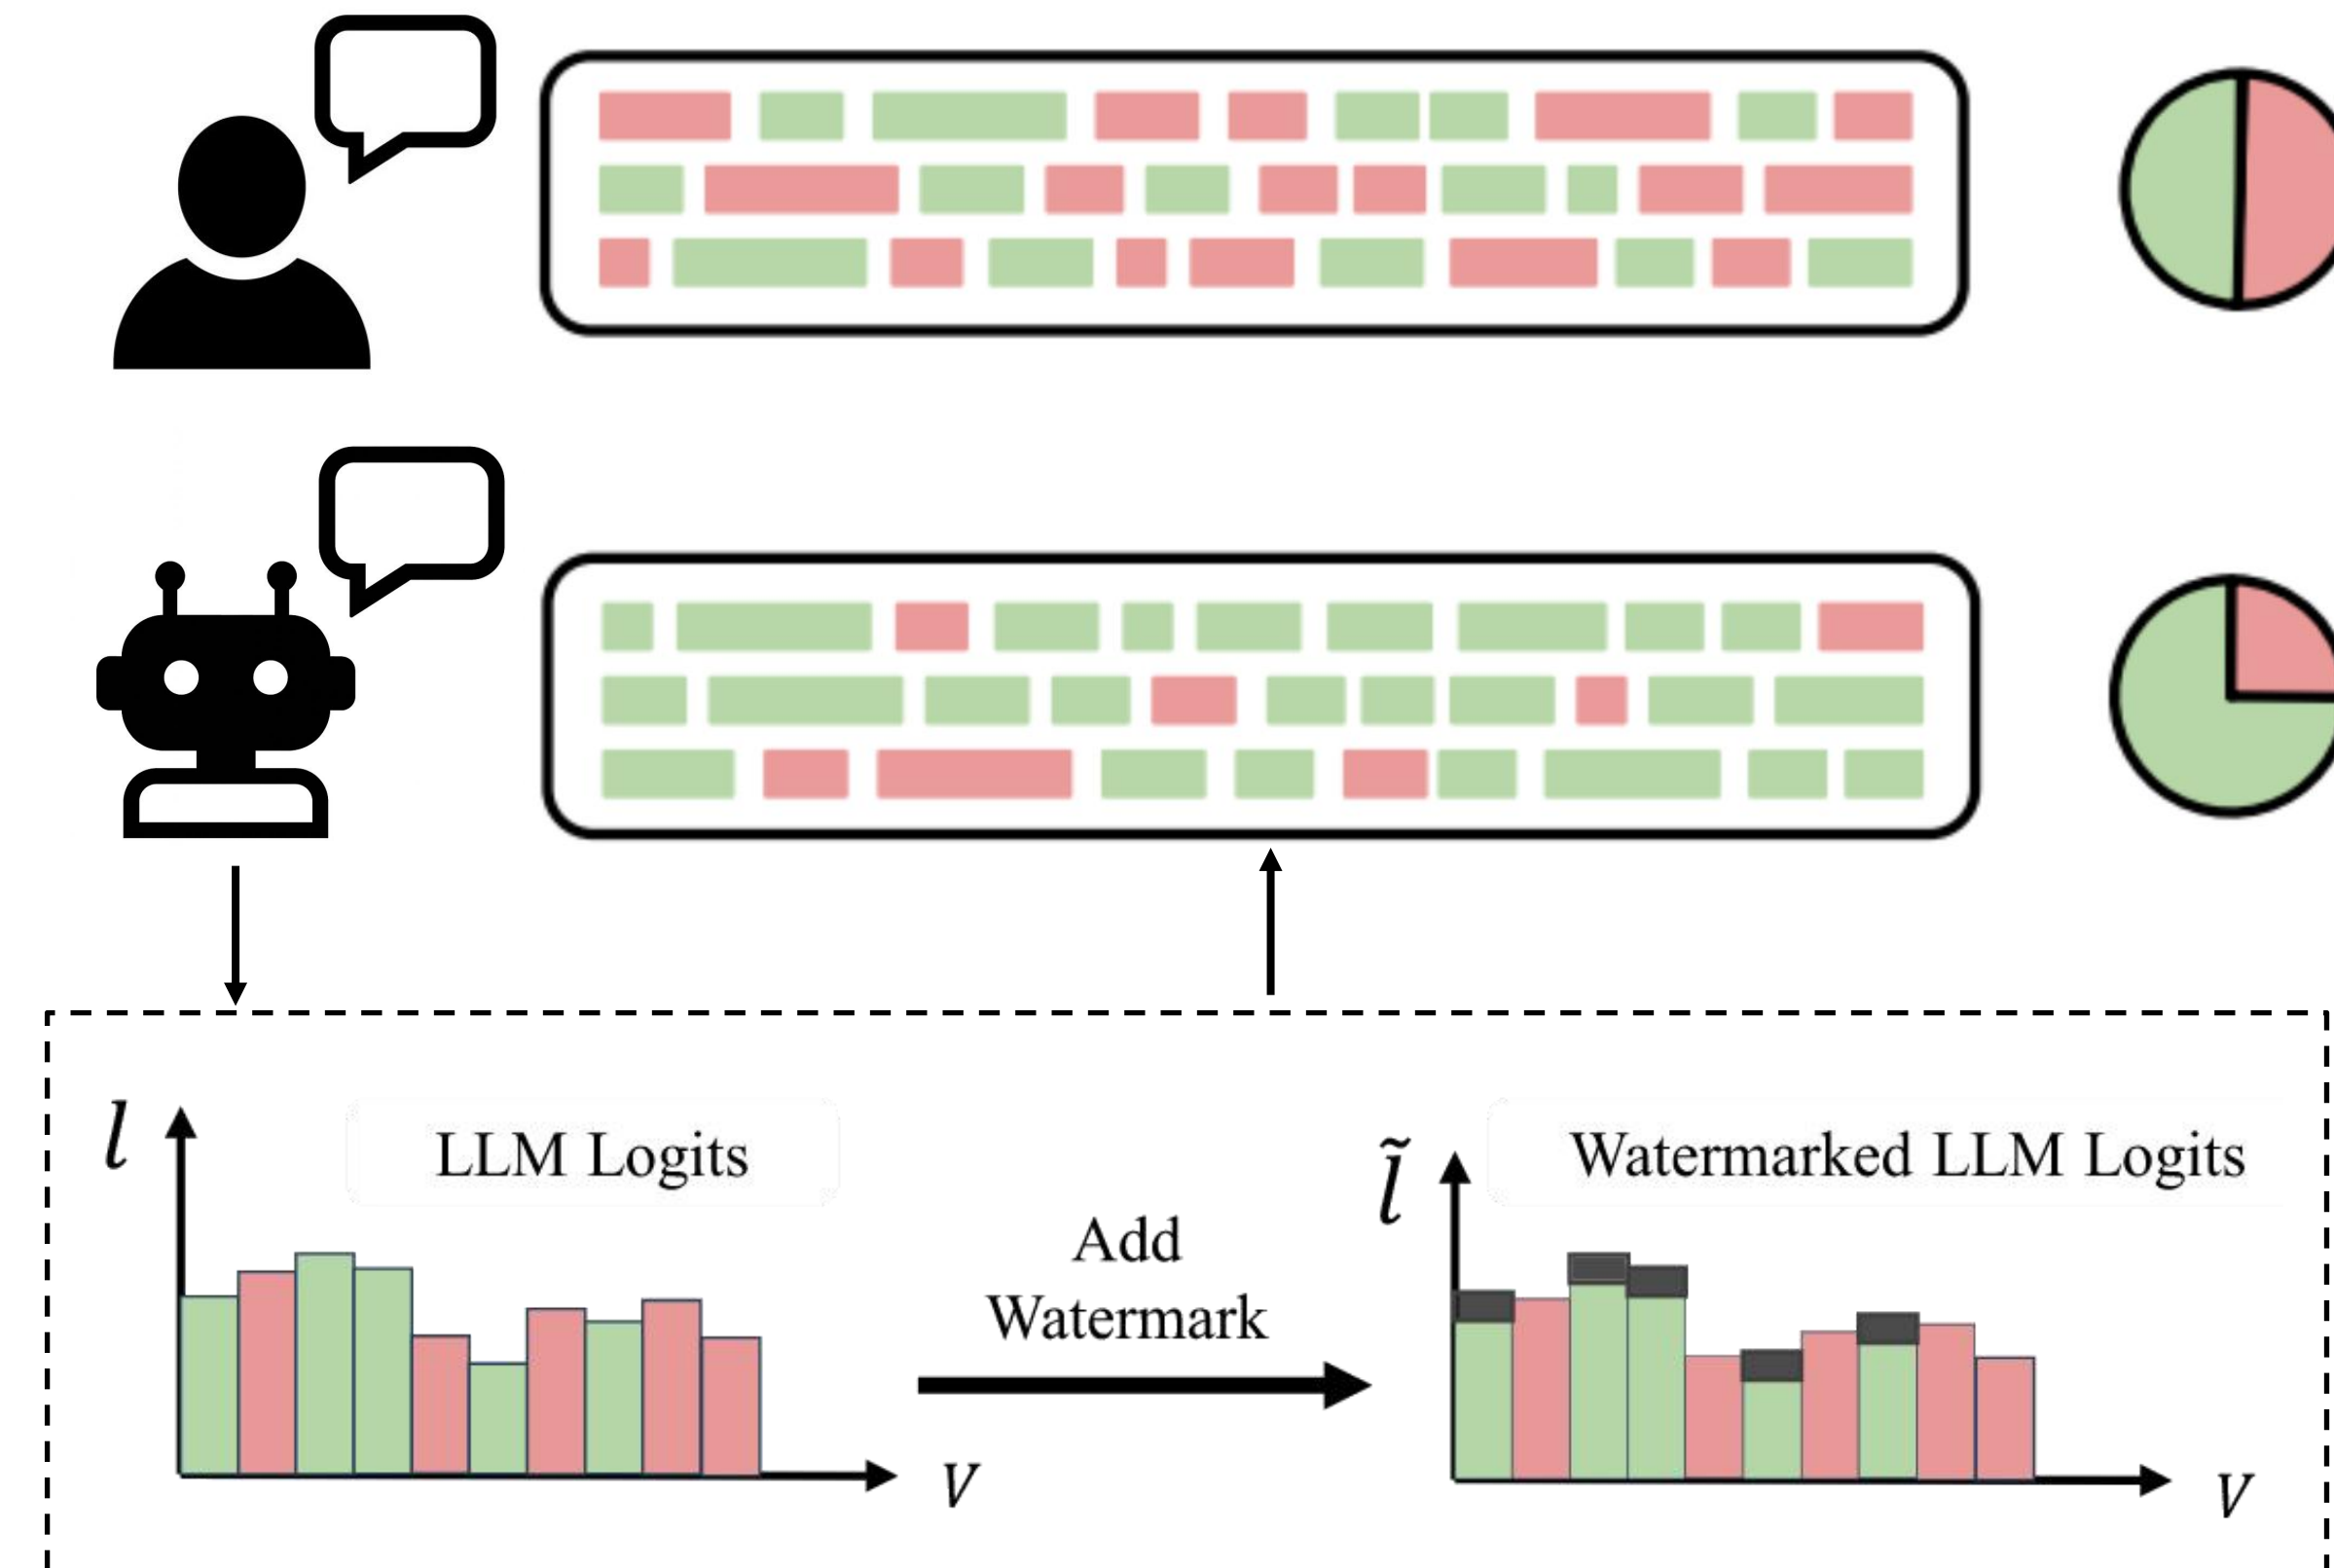 l
LLM Logits
Add
Watermark
V
l̃
Watermarked LLM Logits
V